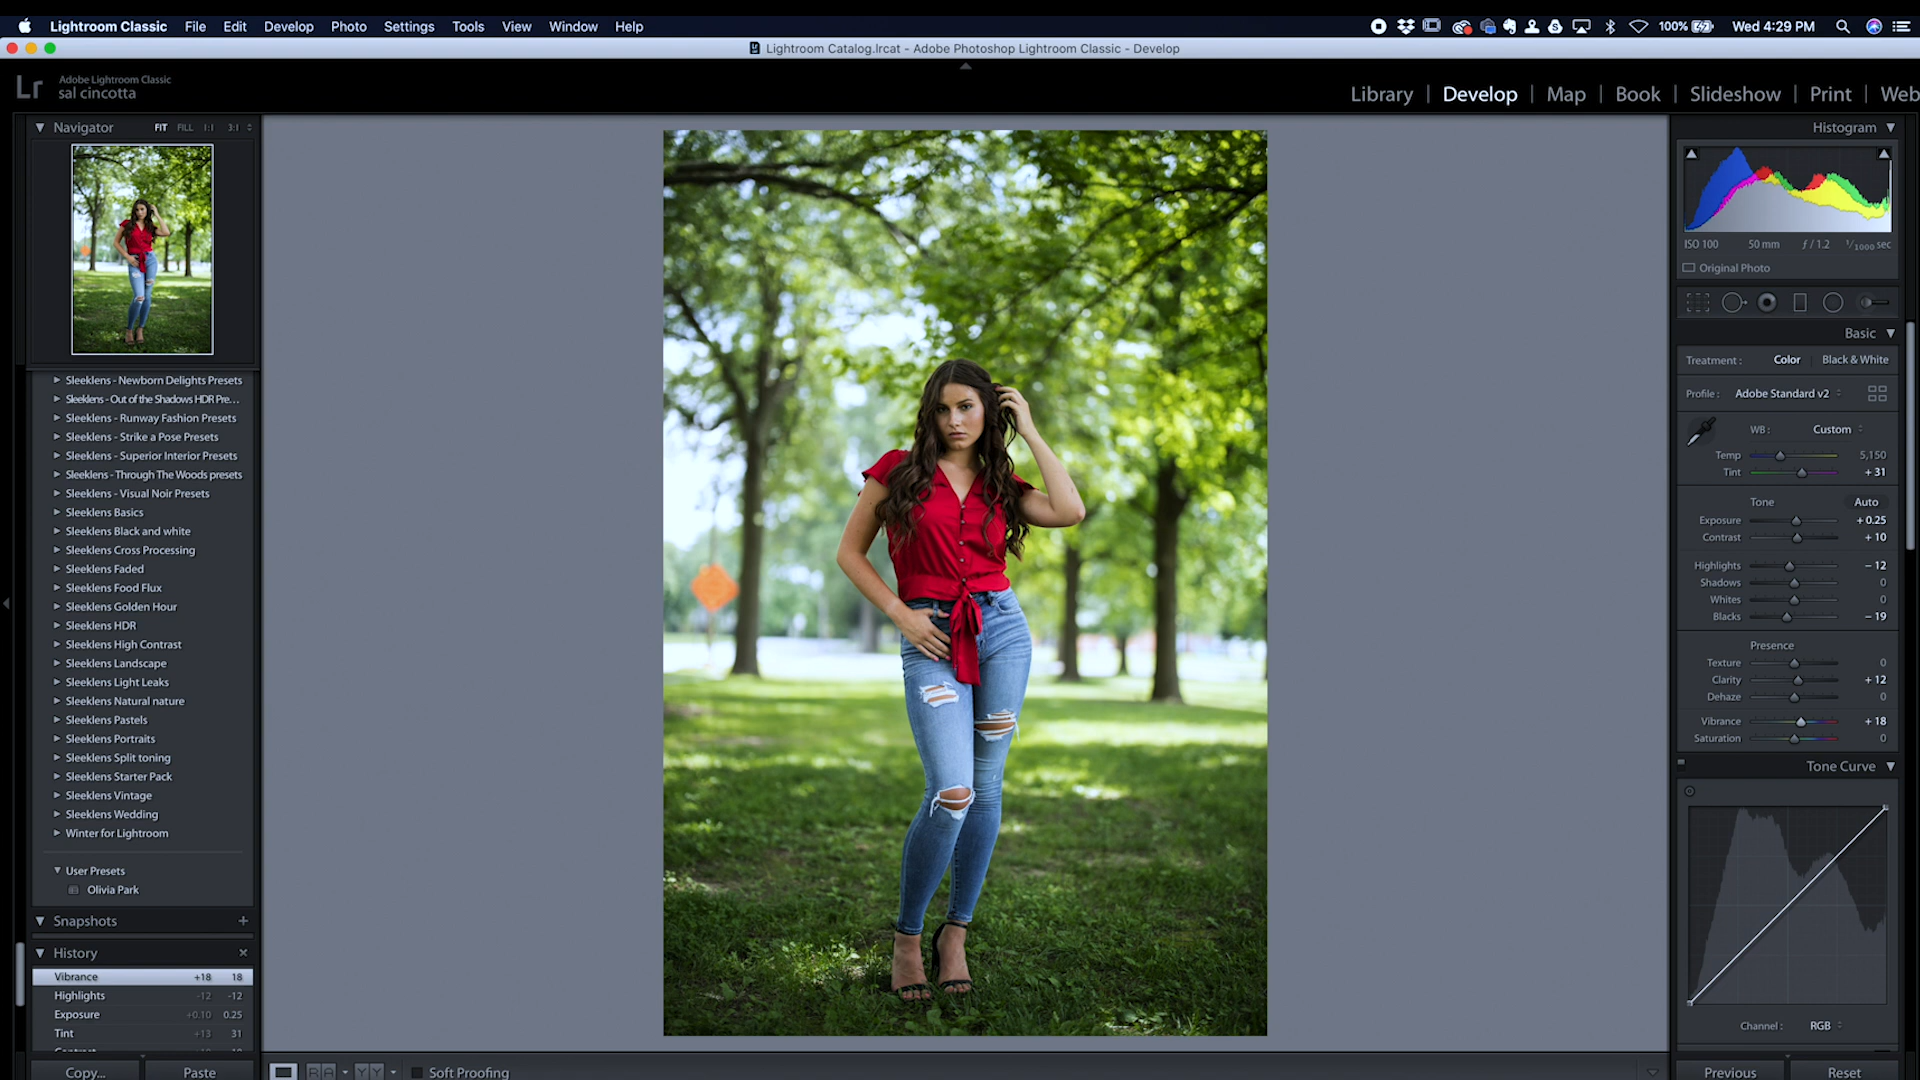 Lightroom Classic File Edit Develop Photo Settings Tools View Window Help 100% Wed 4:29 PM
Lightroom Catalog.lrcat - Adobe Photoshop Lightroom Classic - Develop
Lr Adobe Lightroom Classic
sal cincotta
Library | Develop | Map | Book | Slideshow | Print | Web
Navigator FIT FILL 1:1 3:1
Sleeklens - Newborn Delights Presets
Sleeklens - Out of the Shadows HDR Pre...
Sleeklens - Runway Fashion Presets
Sleeklens - Strike a Pose Presets
Sleeklens - Superior Interior Presets
Sleeklens - Through The Woods presets
Sleeklens - Visual Noir Presets
Sleeklens Basics
Sleeklens Black and white
Sleeklens Cross Processing
Sleeklens Faded
Sleeklens Food Flux
Sleeklens Golden Hour
Sleeklens HDR
Sleeklens High Contrast
Sleeklens Landscape
Sleeklens Light Leaks
Sleeklens Natural nature
Sleeklens Pastels
Sleeklens Portraits
Sleeklens Split toning
Sleeklens Starter Pack
Sleeklens Vintage
Sleeklens Wedding
Winter for Lightroom
User Presets
Olivia Park
Snapshots +
History ×
Vibrance +18 18
Highlights -12 -12
Exposure +0.10 0.25
Tint +13 31
Copy... Paste
R A Y Y Soft Proofing
Histogram
ISO 100 50 mm ƒ / 1.2 1/1000 sec
Original Photo
Basic
Treatment : Color Black & White
Profile : Adobe Standard v2
WB : Custom
Temp 5,150
Tint + 31
Tone Auto
Exposure + 0.25
Contrast + 10
Highlights − 12
Shadows 0
Whites 0
Blacks − 19
Presence
Texture 0
Clarity + 12
Dehaze 0
Vibrance + 18
Saturation 0
Tone Curve
Channel : RGB
Previous Reset